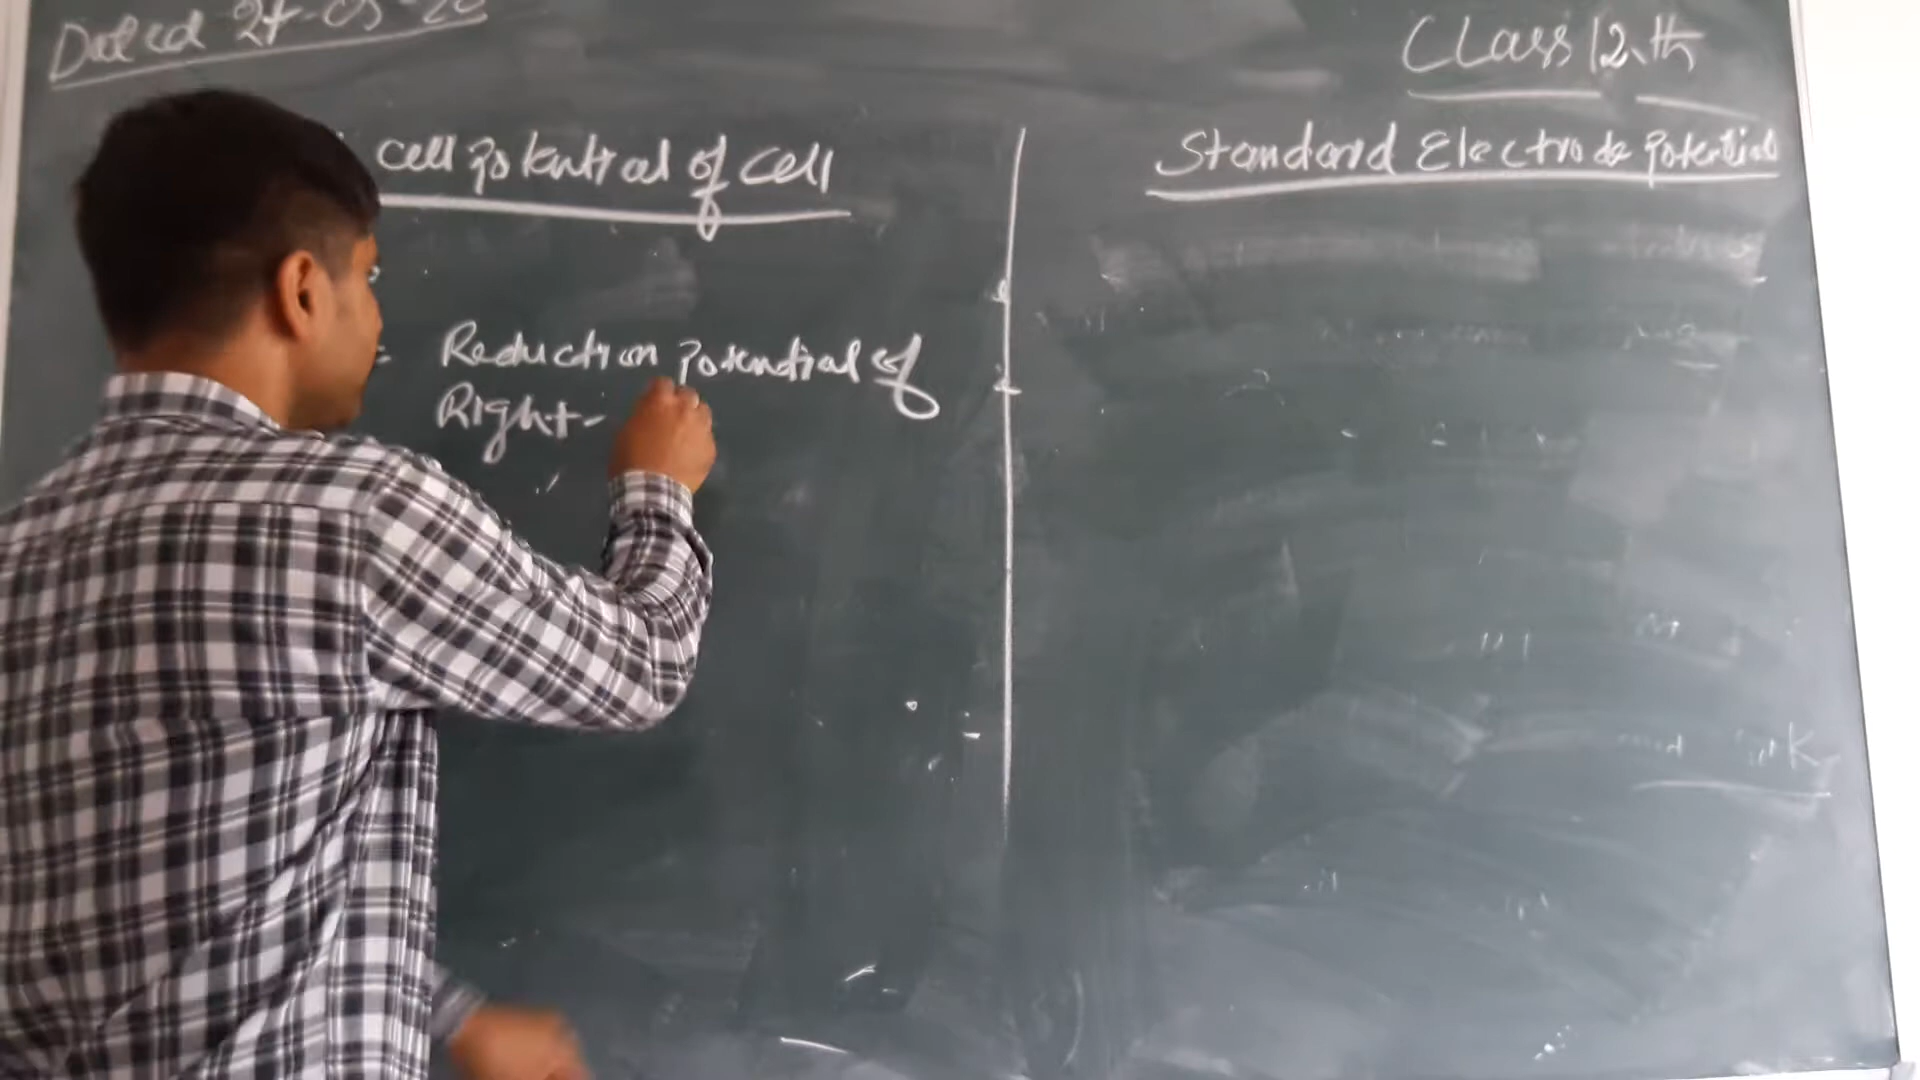 Dated 27-05-20
Class 12th
cell potential of cell
Standard Electrode Potential
= Reduction potential of
Right-